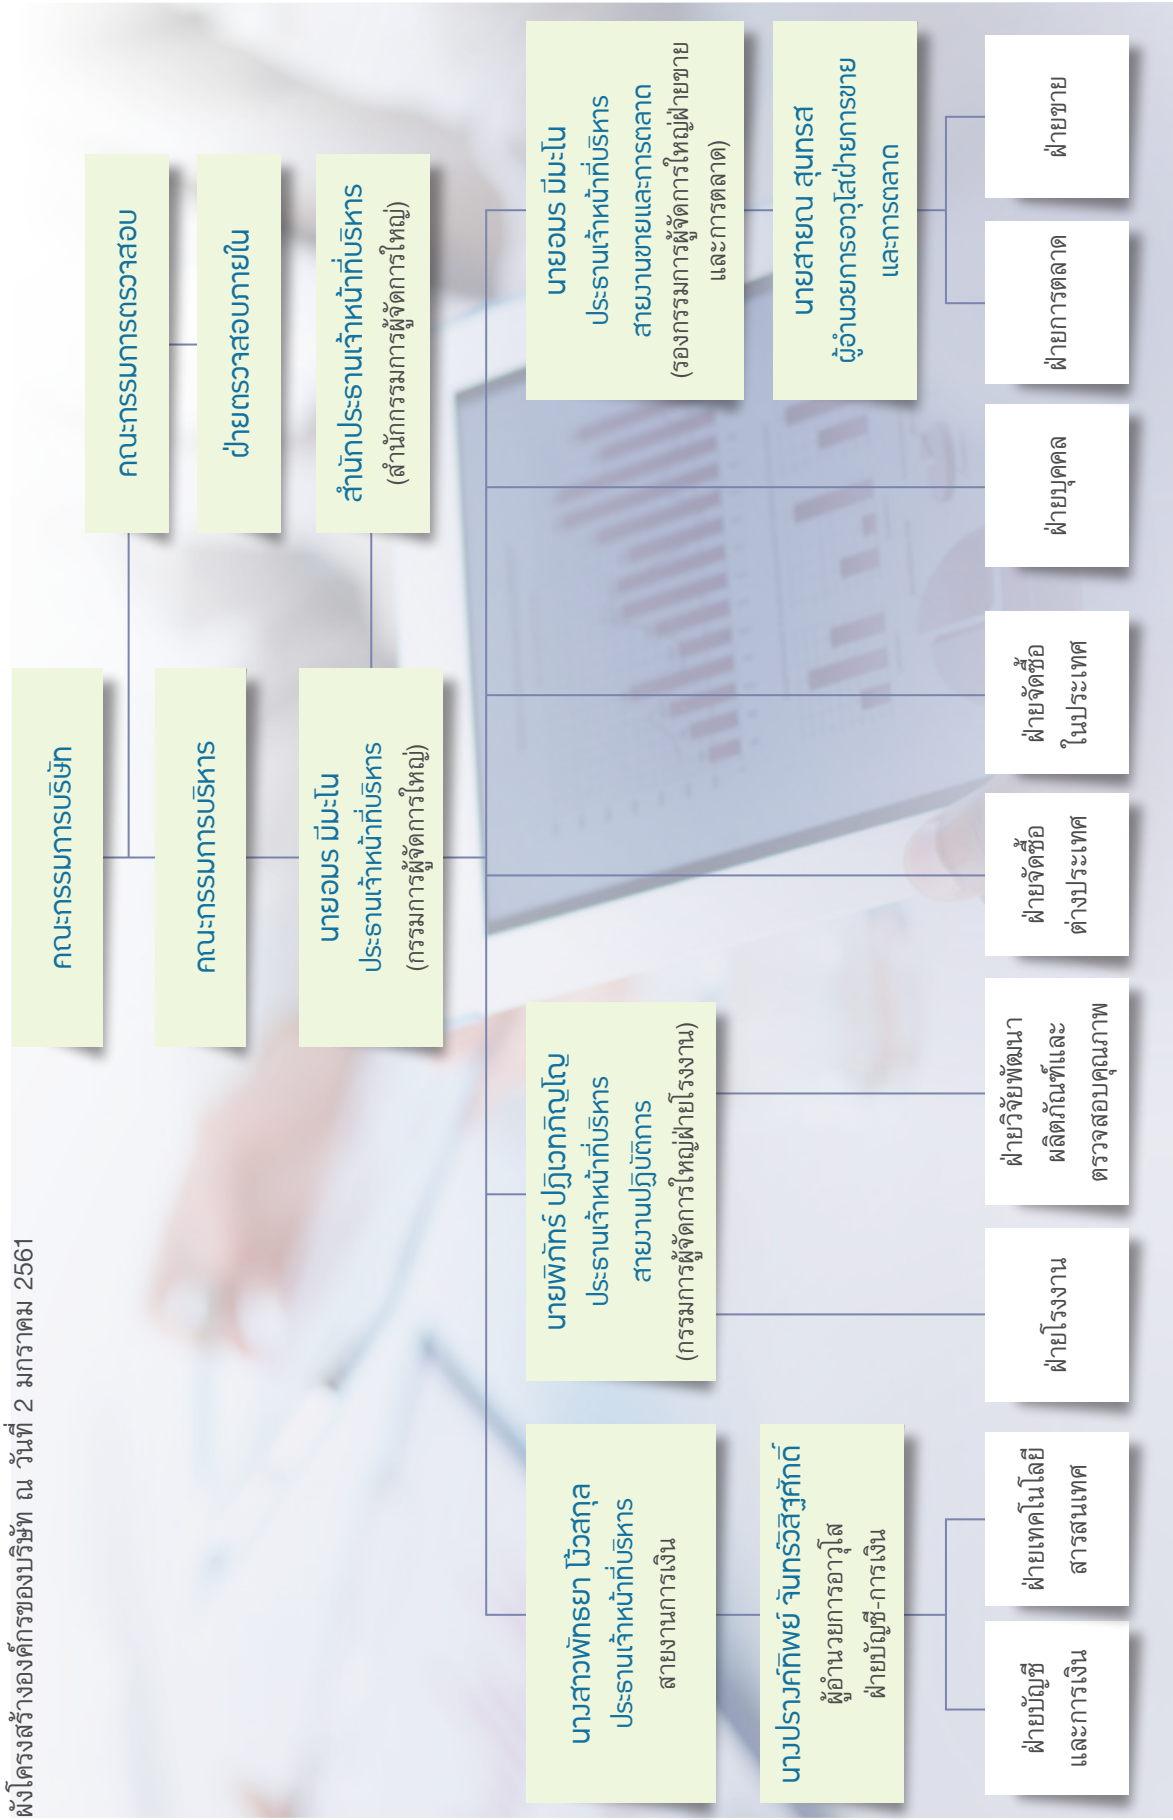 ผังโครงสร้างองค์กรของบริษัท ณ วันที่ 2 มกราคม 2561
คณะกรรมการบริษัท
คณะกรรมการตรวจสอบ
คณะกรรมการบริหาร
ฝ่ายตรวจสอบภายใน
นายอมร มีมะโน
ประธานเจ้าหน้าที่บริหาร
(กรรมการผู้จัดการใหญ่)
สำนักประธานเจ้าหน้าที่บริหาร
(สำนักกรรมการผู้จัดการใหญ่)
นางสาวพัทธยา โง้วสกุล
ประธานเจ้าหน้าที่บริหาร
สายงานการเงิน
นายพิภัทร์ ปฏิเวทภิญโญ
ประธานเจ้าหน้าที่บริหาร
สายงานปฏิบัติการ
(กรรมการผู้จัดการใหญ่ฝ่ายโรงงาน)
นายอมร มีมะโน
ประธานเจ้าหน้าที่บริหาร
สายงานขายและการตลาด
(รองกรรมการผู้จัดการใหญ่ฝ่ายขาย
และการตลาด)
นางปรางค์ทิพย์ จันทร์วิสิฐศักดิ์
ผู้อำนวยการอาวุโส
ฝ่ายบัญชี-การเงิน
นายสายณ สุนทรส
ผู้อำนวยการอาวุโสฝ่ายการขาย
และการตลาด
ฝ่ายบัญชี
และการเงิน
ฝ่ายเทคโนโลยี
สารสนเทศ
ฝ่ายโรงงาน
ฝ่ายวิจัยพัฒนา
ผลิตภัณฑ์และ
ตรวจสอบคุณภาพ
ฝ่ายจัดซื้อ
ต่างประเทศ
ฝ่ายจัดซื้อ
ในประเทศ
ฝ่ายบุคคล
ฝ่ายการตลาด
ฝ่ายขาย